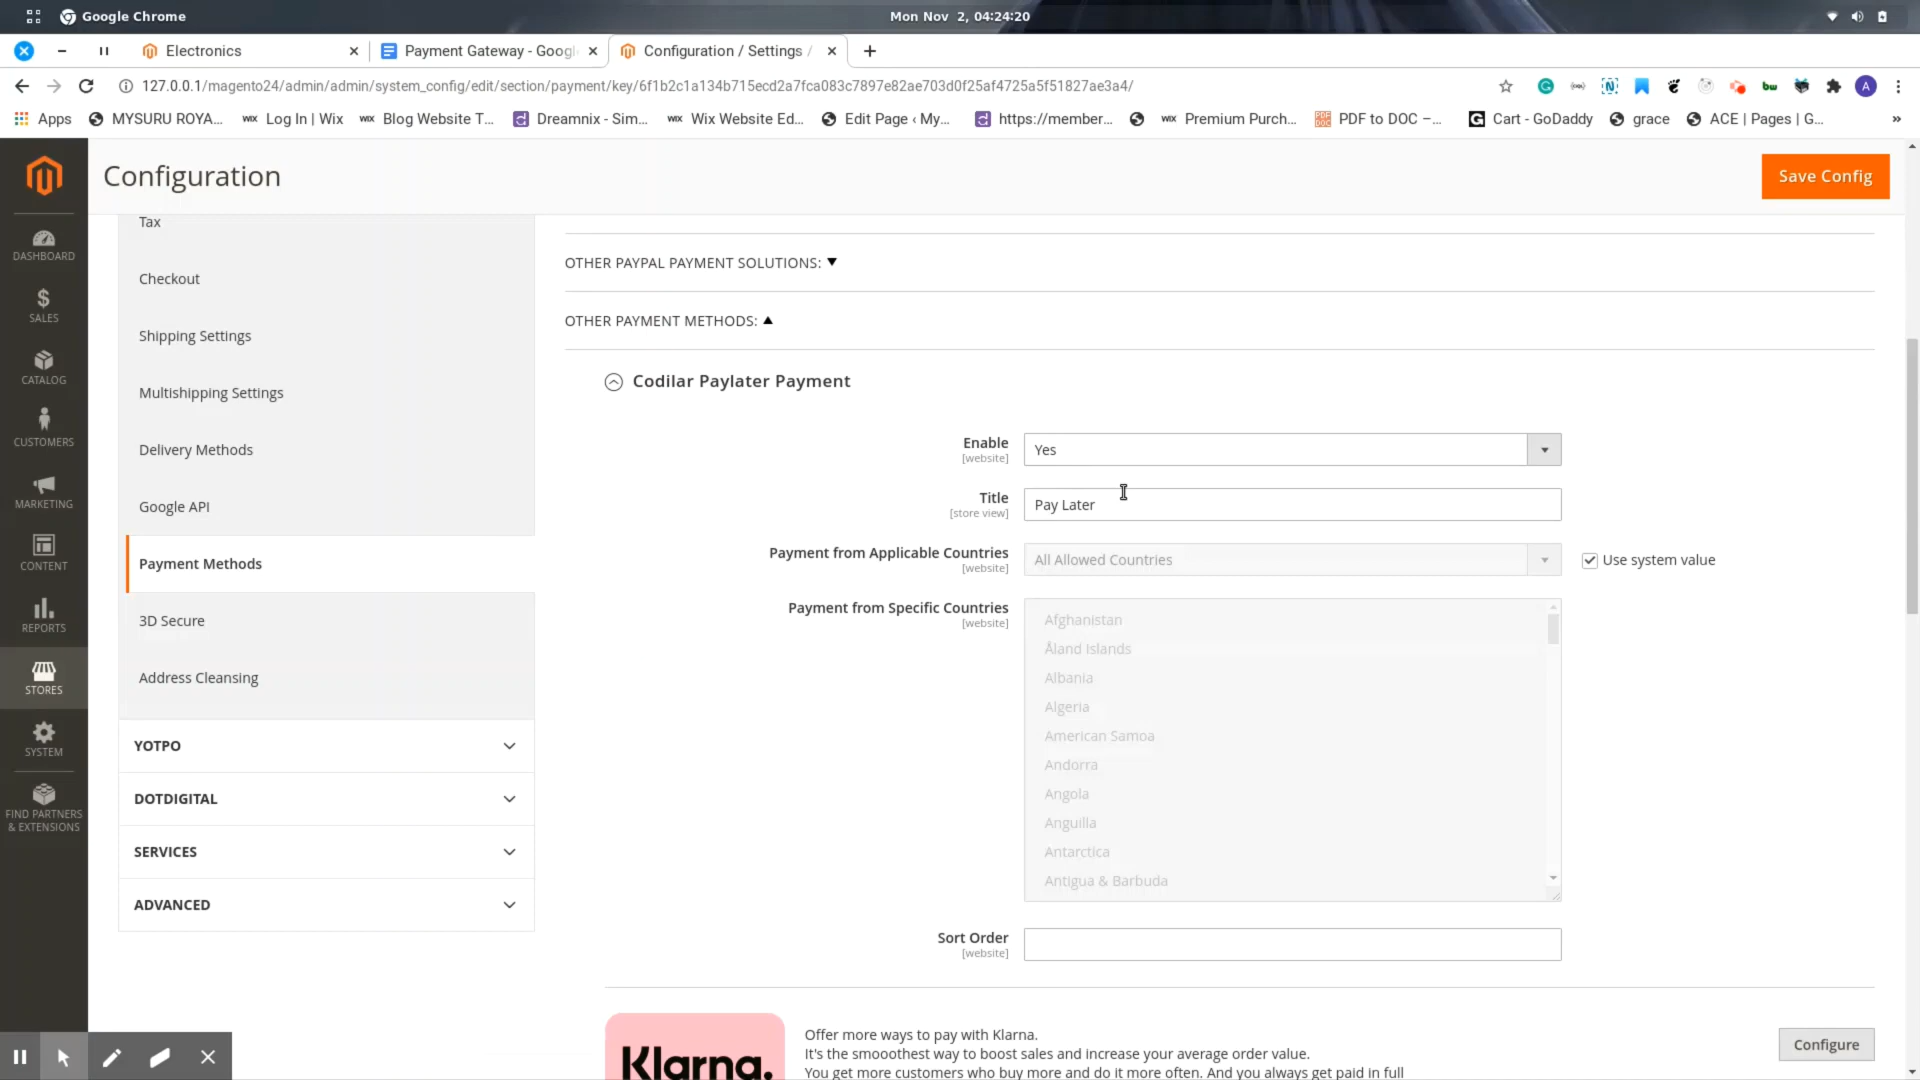 Google Chrome
Mon Nov 2, 04:24:20
Electronics
Payment Gateway - Googl
Configuration / Settings /
127.0.0.1/magento24/admin/admin/system_config/edit/section/payment/key/6f1b2c1a134b715ecd2a7fca083c7897e82ae703d0f25af4725a5f51827ae3a4/
Apps
MYSURU ROYA...
WIX Log In | Wix
WIX Blog Website T...
Dreamnix - Sim...
WIX Wix Website Ed...
Edit Page ‹ My...
https://member...
WIX Premium Purch...
PDF to DOC –...
Cart - GoDaddy
grace
ACE | Pages | G...
»
Configuration
Save Config
DASHBOARD
SALES
CATALOG
CUSTOMERS
MARKETING
CONTENT
REPORTS
STORES
SYSTEM
FIND PARTNERS
& EXTENSIONS
Tax
Checkout
Shipping Settings
Multishipping Settings
Delivery Methods
Google API
Payment Methods
3D Secure
Address Cleansing
YOTPO
DOTDIGITAL
SERVICES
ADVANCED
OTHER PAYPAL PAYMENT SOLUTIONS:
OTHER PAYMENT METHODS:
Codilar Paylater Payment
Enable
[website]
Yes
Title
[store view]
Pay Later
Payment from Applicable Countries
[website]
All Allowed Countries
Use system value
Payment from Specific Countries
[website]
Afghanistan
Åland Islands
Albania
Algeria
American Samoa
Andorra
Angola
Anguilla
Antarctica
Antigua & Barbuda
Sort Order
[website]
Klarna.
Offer more ways to pay with Klarna.
It's the smooothest way to boost sales and increase your average order value.
You get more customers who buy more and do it more often. And you always get paid in full
Configure